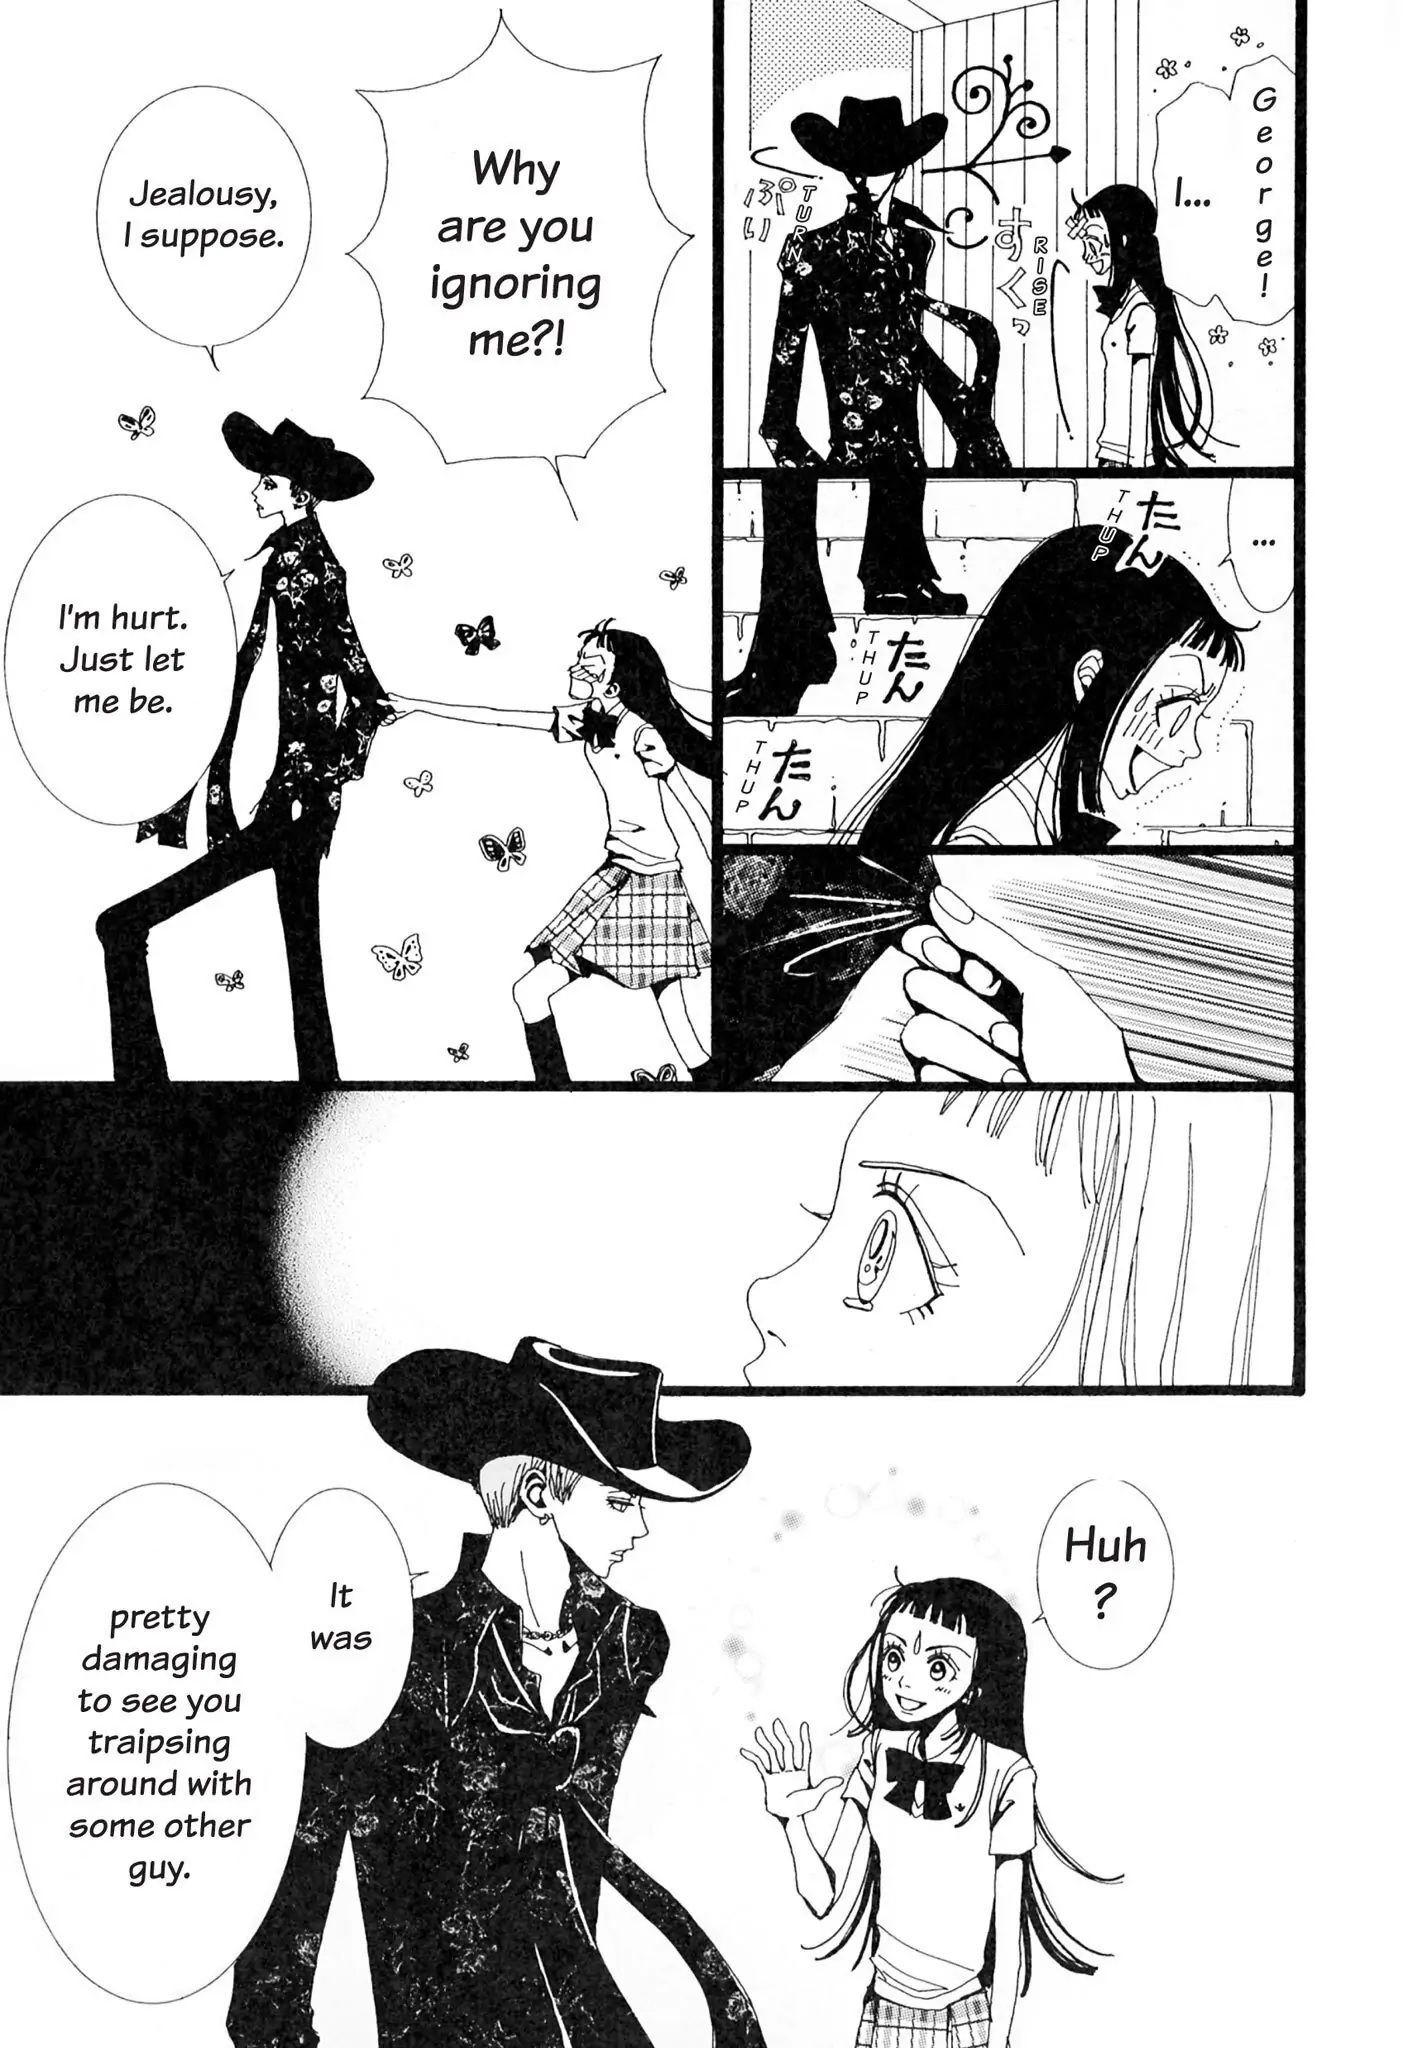 George!
I...
すくっ
RISE
ぷい
TURN
...
たん
THUP
たん
THUP
たん
THUP
Why
are you
ignoring
me?!
Jealousy,
I suppose.
I'm hurt.
Just let
me be.
Huh
?
It
was
pretty
damaging
to see you
traipsing
around with
some other
guy.